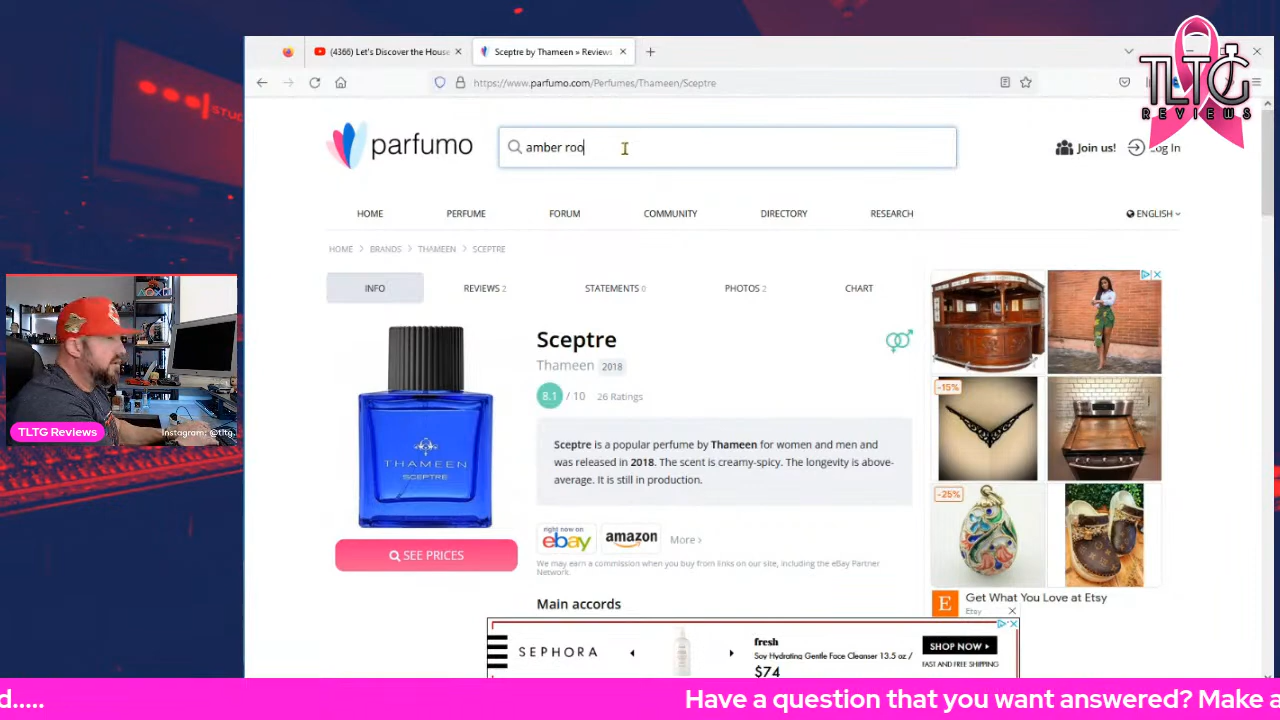 (4366) Let's Discover the House
Sceptre by Thameen » Reviews
https://www.parfumo.com/Perfumes/Thameen/Sceptre
TLTG
REVIEWS
parfumo
amber roo
Join us!
Log In
HOME
PERFUME
FORUM
COMMUNITY
DIRECTORY
RESEARCH
ENGLISH
HOME > BRANDS > THAMEEN > SCEPTRE
INFO
REVIEWS 2
STATEMENTS 0
PHOTOS 2
CHART
Sceptre
Thameen 2018
8.1 / 10 26 Ratings
Sceptre is a popular perfume by Thameen for women and men and
was released in 2018. The scent is creamy-spicy. The longevity is above-
average. It is still in production.
THAMEEN
SCEPTRE
SEE PRICES
right now on
ebay
amazon
More >
We may earn a commission when you buy from links on our site, including the eBay Partner
Network.
Main accords
-15%
-25%
E
Get What You Love at Etsy
Etsy
SEPHORA
fresh
Soy Hydrating Gentle Face Cleanser 13.5 oz /
$74
SHOP NOW
FAST AND FREE SHIPPING
TLTG Reviews
Instagram: @tltg.
d.....
Have a question that you want answered? Make a